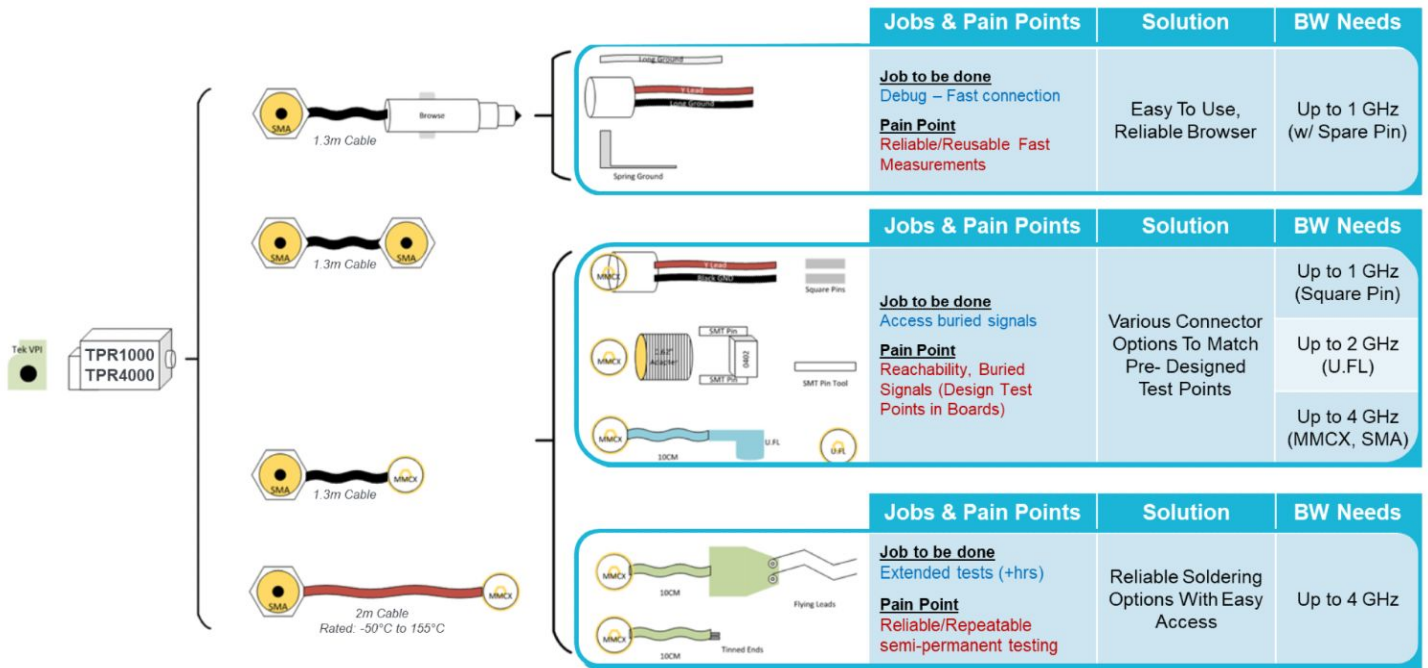 Tek VPI
TPR1000
TPR4000
SMA
Browse
1.3m Cable
SMA
SMA
1.3m Cable
SMA
MMCX
1.3m Cable
SMA
MMCX
2m Cable
Rated: -50°C to 155°C
Long Ground
Y Lead
Long Ground
Spring Ground
Jobs & Pain Points
Solution
BW Needs
Job to be done
Debug – Fast connection
Pain Point
Reliable/Reusable Fast
Measurements
Easy To Use,
Reliable Browser
Up to 1 GHz
(w/ Spare Pin)
MMCX
Y Lead
Black GND
Square Pins
MMCX
Adapter
SMT Pin
0402
SMT Pin
SMT Pin Tool
MMCX
10CM
U.FL
U.FL
Jobs & Pain Points
Solution
BW Needs
Job to be done
Access buried signals
Pain Point
Reachability, Buried
Signals (Design Test
Points in Boards)
Various Connector
Options To Match
Pre- Designed
Test Points
Up to 1 GHz
(Square Pin)
Up to 2 GHz
(U.FL)
Up to 4 GHz
(MMCX, SMA)
MMCX
10CM
Flying Leads
MMCX
10CM
Tinned Ends
Jobs & Pain Points
Solution
BW Needs
Job to be done
Extended tests (+hrs)
Pain Point
Reliable/Repeatable
semi-permanent testing
Reliable Soldering
Options With Easy
Access
Up to 4 GHz